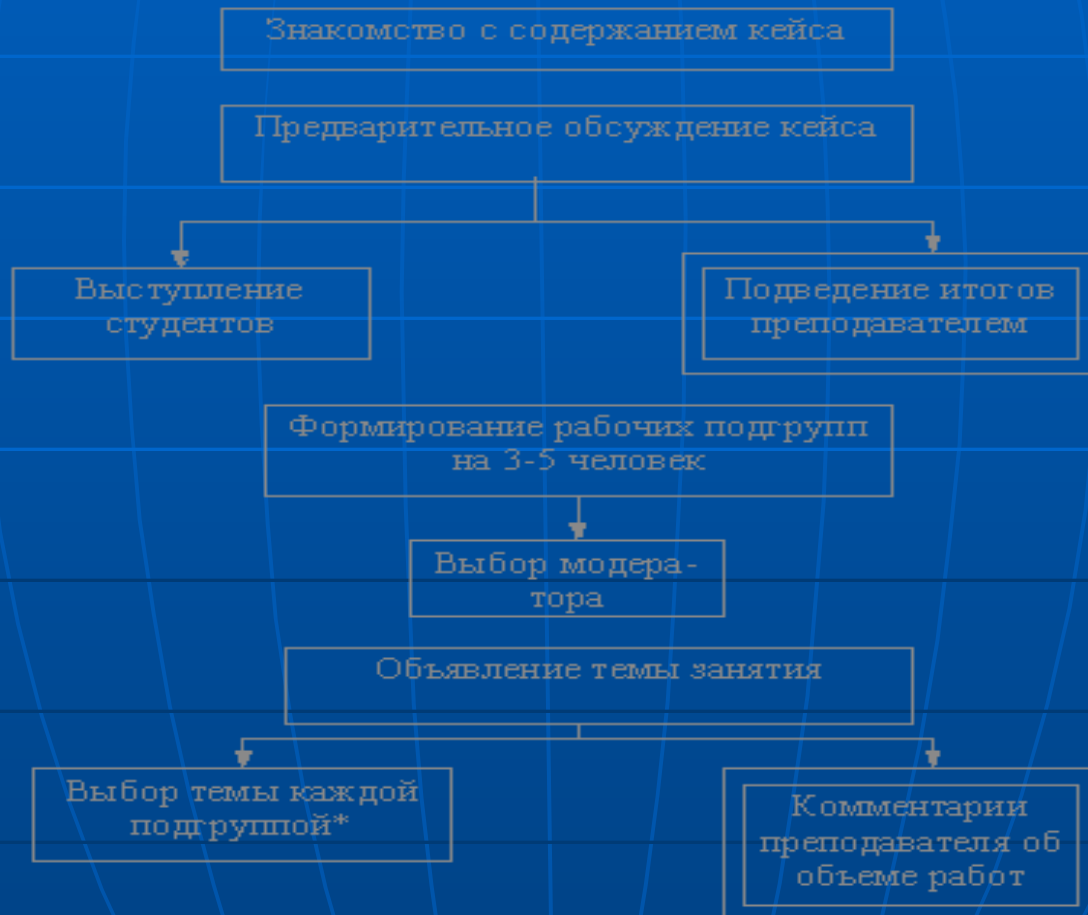 Знакомство с содержанием кейса
Предварительное обсуждение кейса
Выступление
студентов
Подведение итогов
преподавателем
Формирование рабочих подгрупп
на 3-5 человек
Выбор модера-
тора
Объявление темы занятия
Выбор темы каждой
подгруппой*
Комментарии
преподавателя об
объеме работ